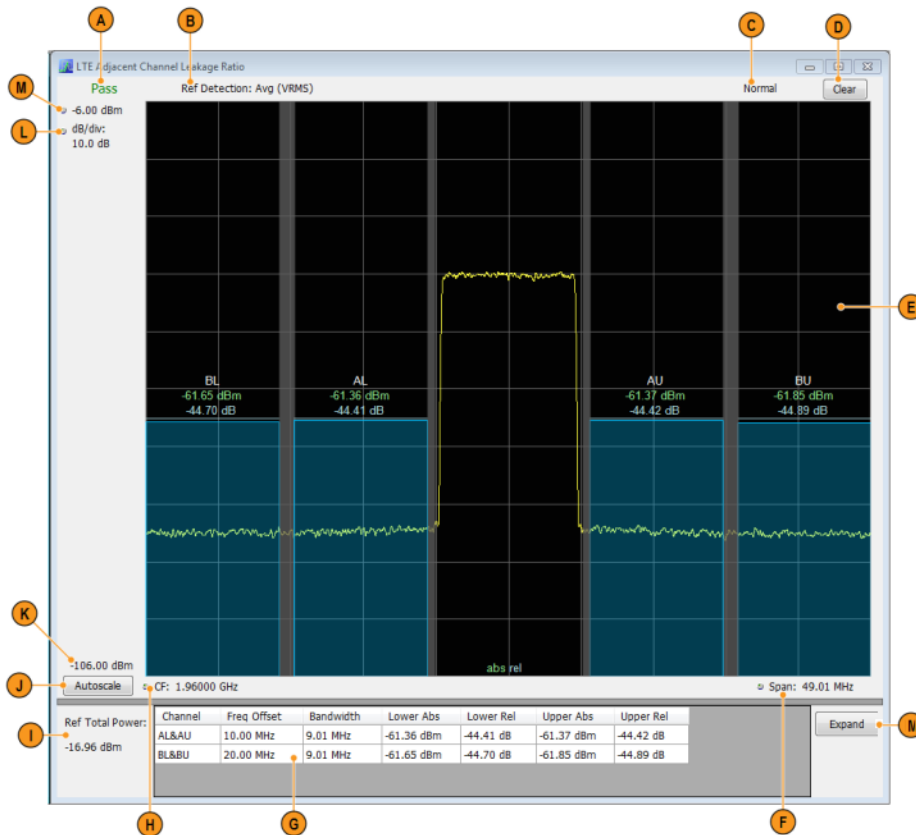 A
B
C
D
LTE Adjacent Channel Leakage Ratio
Pass
Ref Detection: Avg (VRMS)
Normal
Clear
M
-6.00 dBm
L
dB/div:
10.0 dB
E
BL
-61.65 dBm
-44.70 dB
AL
-61.36 dBm
-44.41 dB
AU
-61.37 dBm
-44.42 dB
BU
-61.85 dBm
-44.89 dB
K
-106.00 dBm
abs rel
J
Autoscale
CF: 1.96000 GHz
Span: 49.01 MHz
I
Ref Total Power:
-16.96 dBm
Channel Freq Offset Bandwidth Lower Abs Lower Rel Upper Abs Upper Rel
AL&AU 10.00 MHz 9.01 MHz -61.36 dBm -44.41 dB -61.37 dBm -44.42 dB
BL&BU 20.00 MHz 9.01 MHz -61.65 dBm -44.70 dB -61.85 dBm -44.89 dB
Expand
H
G
F